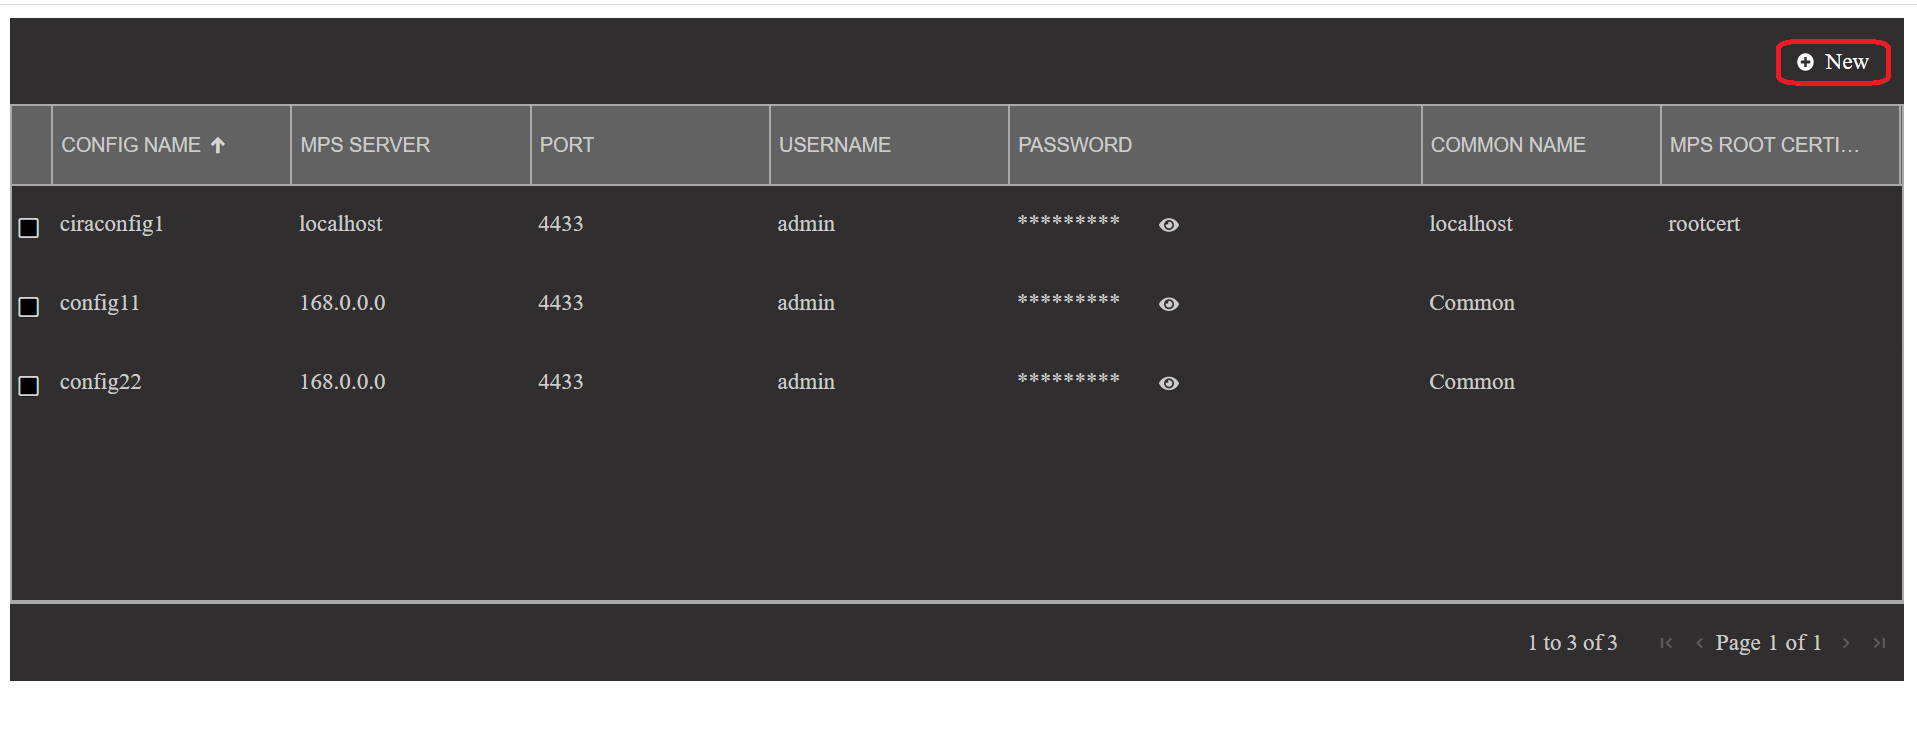 New
CONFIG NAME MPS SERVER PORT USERNAME PASSWORD COMMON NAME MPS ROOT CERTI...
ciraconfig1 localhost 4433 admin ********* localhost rootcert
config11 168.0.0.0 4433 admin ********* Common
config22 168.0.0.0 4433 admin ********* Common
1 to 3 of 3 Page 1 of 1